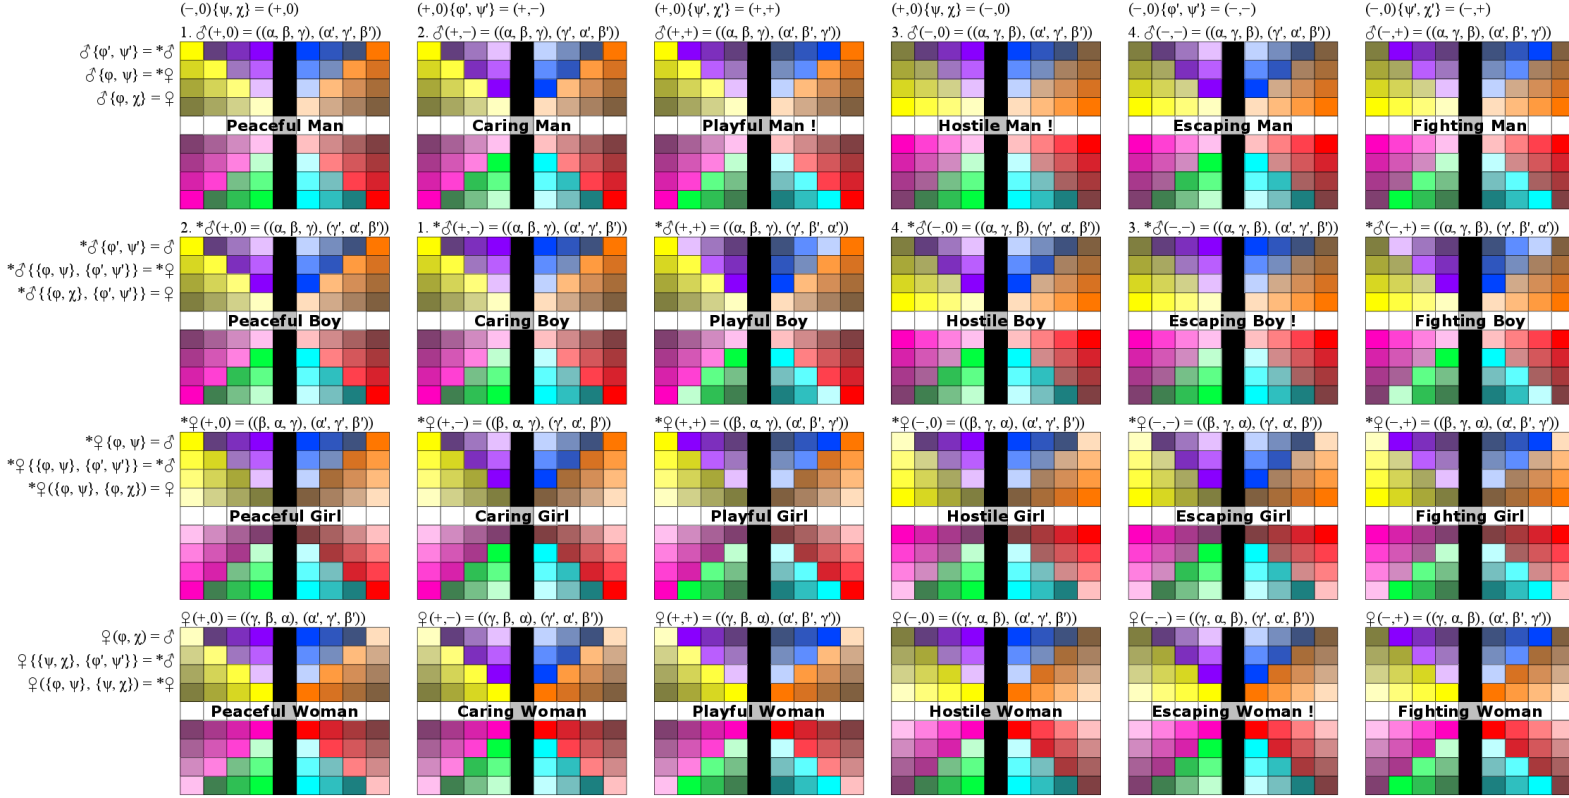 (−,0){ψ, χ} = (+,0)
(+,0){φ', ψ'} = (+,−)
(+,0){ψ', χ'} = (+,+)
(+,0){ψ, χ} = (−,0)
(−,0){φ', ψ'} = (−,−)
(−,0){ψ', χ'} = (−,+)
1. ♂(+,0) = ((α, β, γ), (α', γ', β'))
2. ♂(+,−) = ((α, β, γ), (γ', α', β'))
♂(+,+) = ((α, β, γ), (α', β', γ'))
3. ♂(−,0) = ((α, γ, β), (α', γ', β'))
4. ♂(−,−) = ((α, γ, β), (γ', α', β'))
♂(−,+) = ((α, γ, β), (α', β', γ'))
♂{φ', ψ'} = *♂
♂{φ, ψ} = *♀
♂{φ, χ} = ♀
Peaceful Man
Caring Man
Playful Man !
Hostile Man !
Escaping Man
Fighting Man
2. *♂(+,0) = ((α, β, γ), (γ', α', β'))
1. *♂(+,−) = ((α, β, γ), (α', γ', β'))
*♂(+,+) = ((α, β, γ), (γ', β', α'))
4. *♂(−,0) = ((α, γ, β), (γ', α', β'))
3. *♂(−,−) = ((α, γ, β), (α', γ', β'))
*♂(−,+) = ((α, γ, β), (γ', β', α'))
*♂{φ', ψ'} = ♂
*♂{{φ, ψ}, {φ', ψ'}} = *♀
*♂{{φ, χ}, {φ', ψ'}} = ♀
Peaceful Boy
Caring Boy
Playful Boy
Hostile Boy
Escaping Boy !
Fighting Boy
*♀(+,0) = ((β, α, γ), (α', γ', β'))
*♀(+,−) = ((β, α, γ), (γ', α', β'))
*♀(+,+) = ((β, α, γ), (α', β', γ'))
*♀(−,0) = ((β, γ, α), (α', γ', β'))
*♀(−,−) = ((β, γ, α), (γ', α', β'))
*♀(−,+) = ((β, γ, α), (α', β', γ'))
*♀{φ, ψ} = ♂
*♀{{φ, ψ}, {φ', ψ'}} = *♂
*♀({φ, ψ}, {φ, χ}) = ♀
Peaceful Girl
Caring Girl
Playful Girl
Hostile Girl
Escaping Girl
Fighting Girl
♀(+,0) = ((γ, β, α), (α', γ', β'))
♀(+,−) = ((γ, β, α), (γ', α', β'))
♀(+,+) = ((γ, β, α), (α', β', γ'))
♀(−,0) = ((γ, α, β), (α', γ', β'))
♀(−,−) = ((γ, α, β), (γ', α', β'))
♀(−,+) = ((γ, α, β), (α', β', γ'))
♀(φ, χ) = ♂
♀{{ψ, χ}, {φ', ψ'}} = *♂
♀({φ, ψ}, {ψ, χ}) = *♀
Peaceful Woman
Caring Woman
Playful Woman
Hostile Woman
Escaping Woman !
Fighting Woman